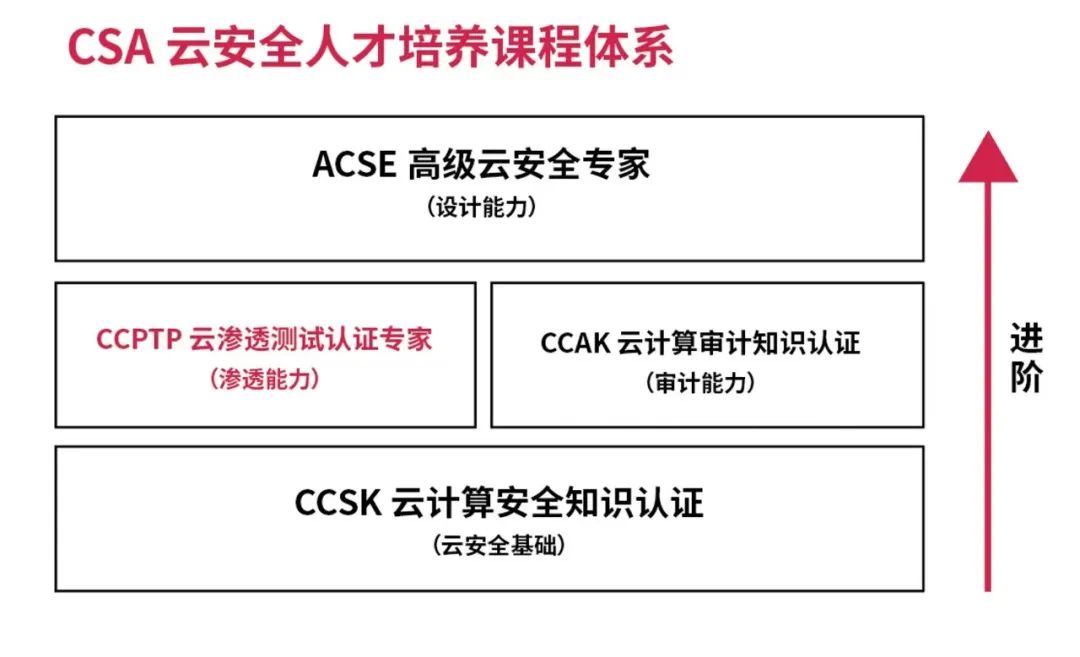 CSA 云安全人才培养课程体系
ACSE 高级云安全专家
（设计能力）
CCPTP 云渗透测试认证专家
（渗透能力）
CCAK 云计算审计知识认证
（审计能力）
CCSK 云计算安全知识认证
（云安全基础）
进
阶